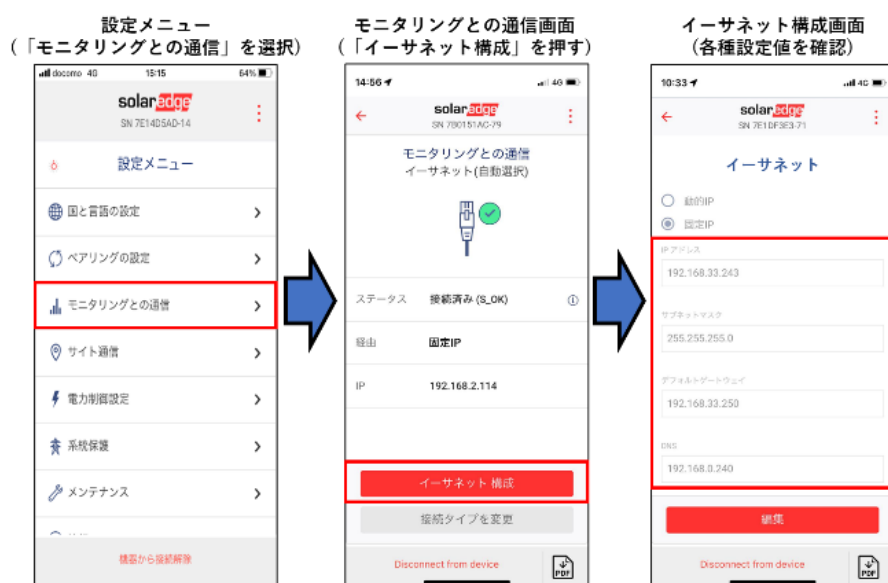 設定メニュー
(「モニタリングとの通信」を選択)
docomo 4G 15:15 64%
solaredge
SN 7E14D5AD-14
設定メニュー
国と言語の設定
ペアリングの設定
モニタリングとの通信
サイト通信
電力制御設定
系統保護
メンテナンス
機器から接続解除
モニタリングとの通信画面
(「イーサネット構成」を押す)
14:56 4G
solaredge
SN 7B0151AC-79
モニタリングとの通信
イーサネット(自動選択)
ステータス 接続済み (S_OK)
経由 固定IP
IP 192.168.2.114
イーサネット 構成
接続タイプを変更
Disconnect from device
PDF
イーサネット構成画面
(各種設定値を確認)
10:33 4G
solaredge
SN 7E1DF3E3-71
イーサネット
動的IP
固定IP
IPアドレス
192.168.33.243
サブネットマスク
255.255.255.0
デフォルトゲートウェイ
192.168.33.250
DNS
192.168.0.240
編集
Disconnect from device
PDF